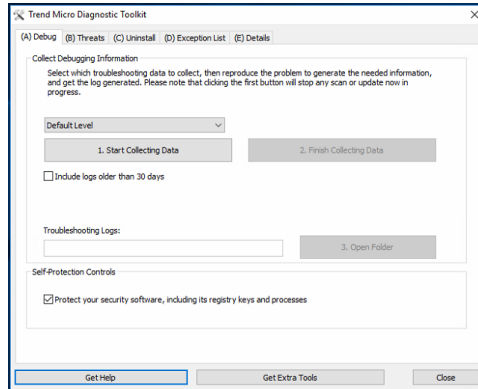 Trend Micro Diagnostic Toolkit
(A) Debug (B) Threats (C) Uninstall (D) Exception List (E) Details
Collect Debugging Information
Select which troubleshooting data to collect, then reproduce the problem to generate the needed information,
and get the log generated. Please note that clicking the first button will stop any scan or update now in
progress.
Default Level
1. Start Collecting Data 2. Finish Collecting Data
Include logs older than 30 days
Troubleshooting Logs:
3. Open Folder
Self-Protection Controls
Protect your security software, including its registry keys and processes
Get Help Get Extra Tools Close